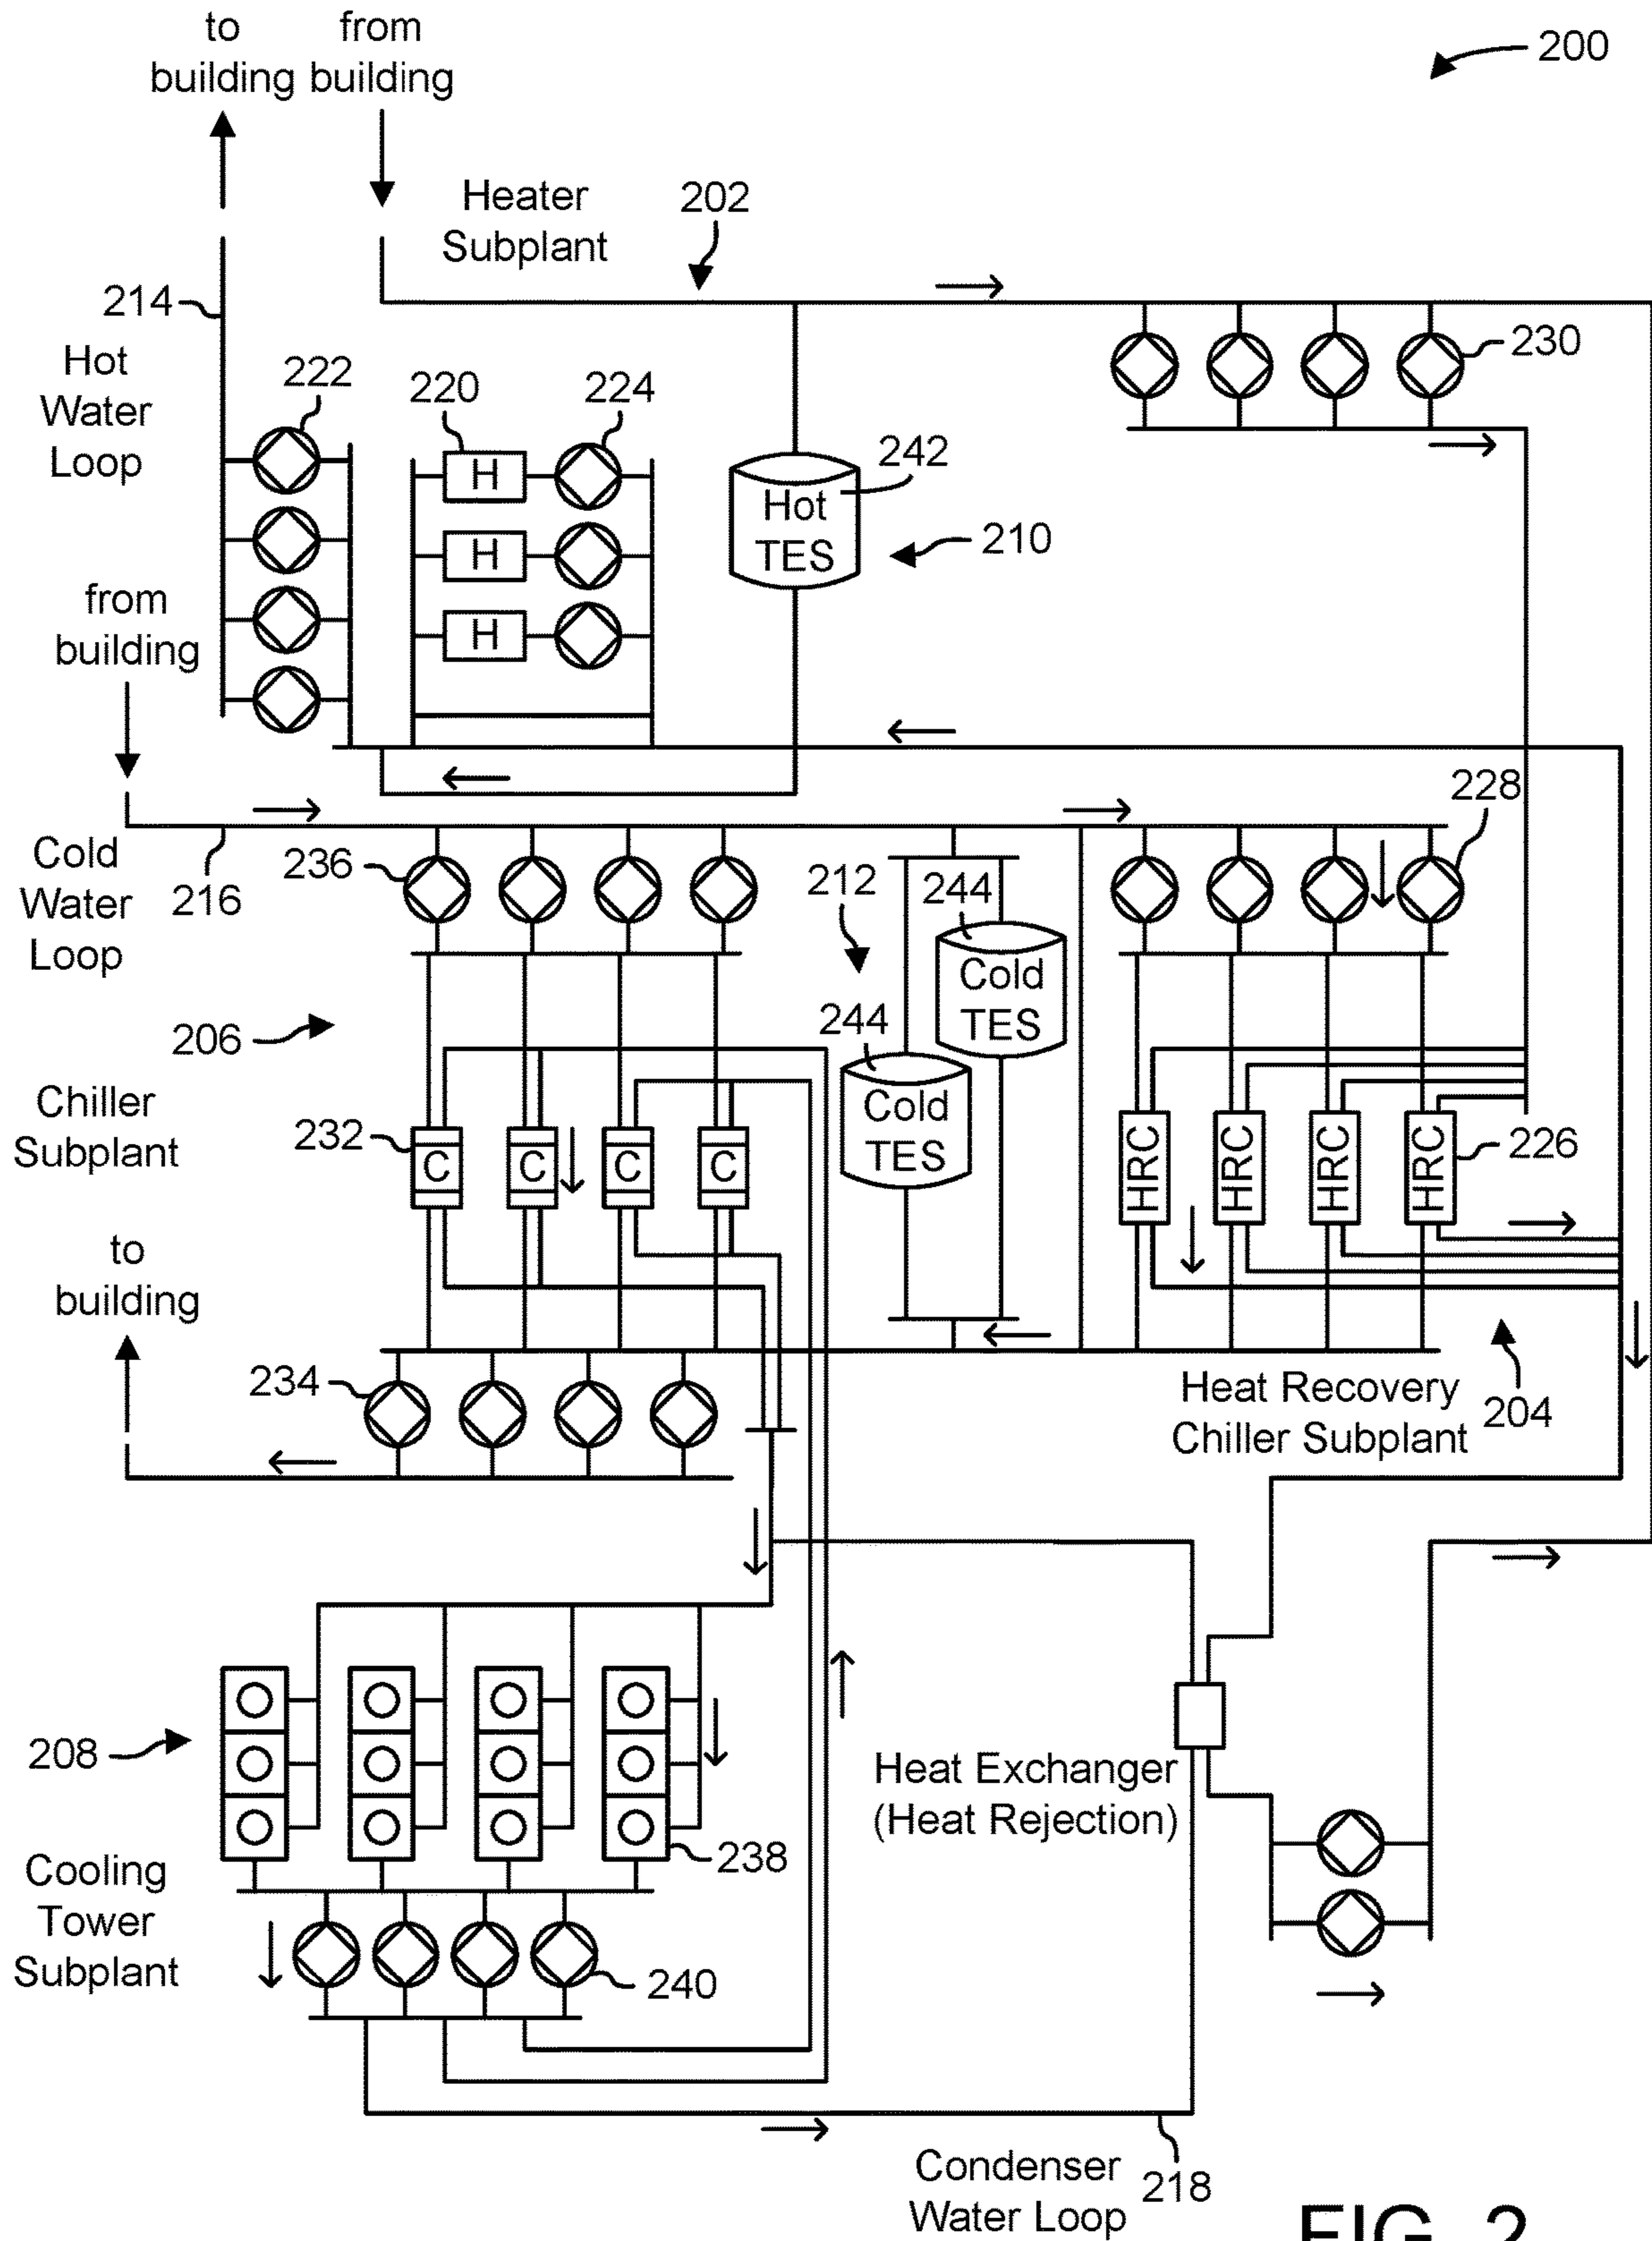 to
building
from
building
200
Heater
Subplant
202
214
Hot
Water
Loop
222
220
224
230
H
H
H
Hot
TES
242
210
from
building
228
Cold
Water
Loop
216
236
212
244
Cold
TES
244
Cold
TES
206
Chiller
Subplant
232
C
C
C
C
HRC
HRC
HRC
HRC
226
to
building
234
Heat Recovery
Chiller Subplant
204
208
238
Heat Exchanger
(Heat Rejection)
Cooling
Tower
Subplant
240
Condenser
Water Loop
218
FIG. 2